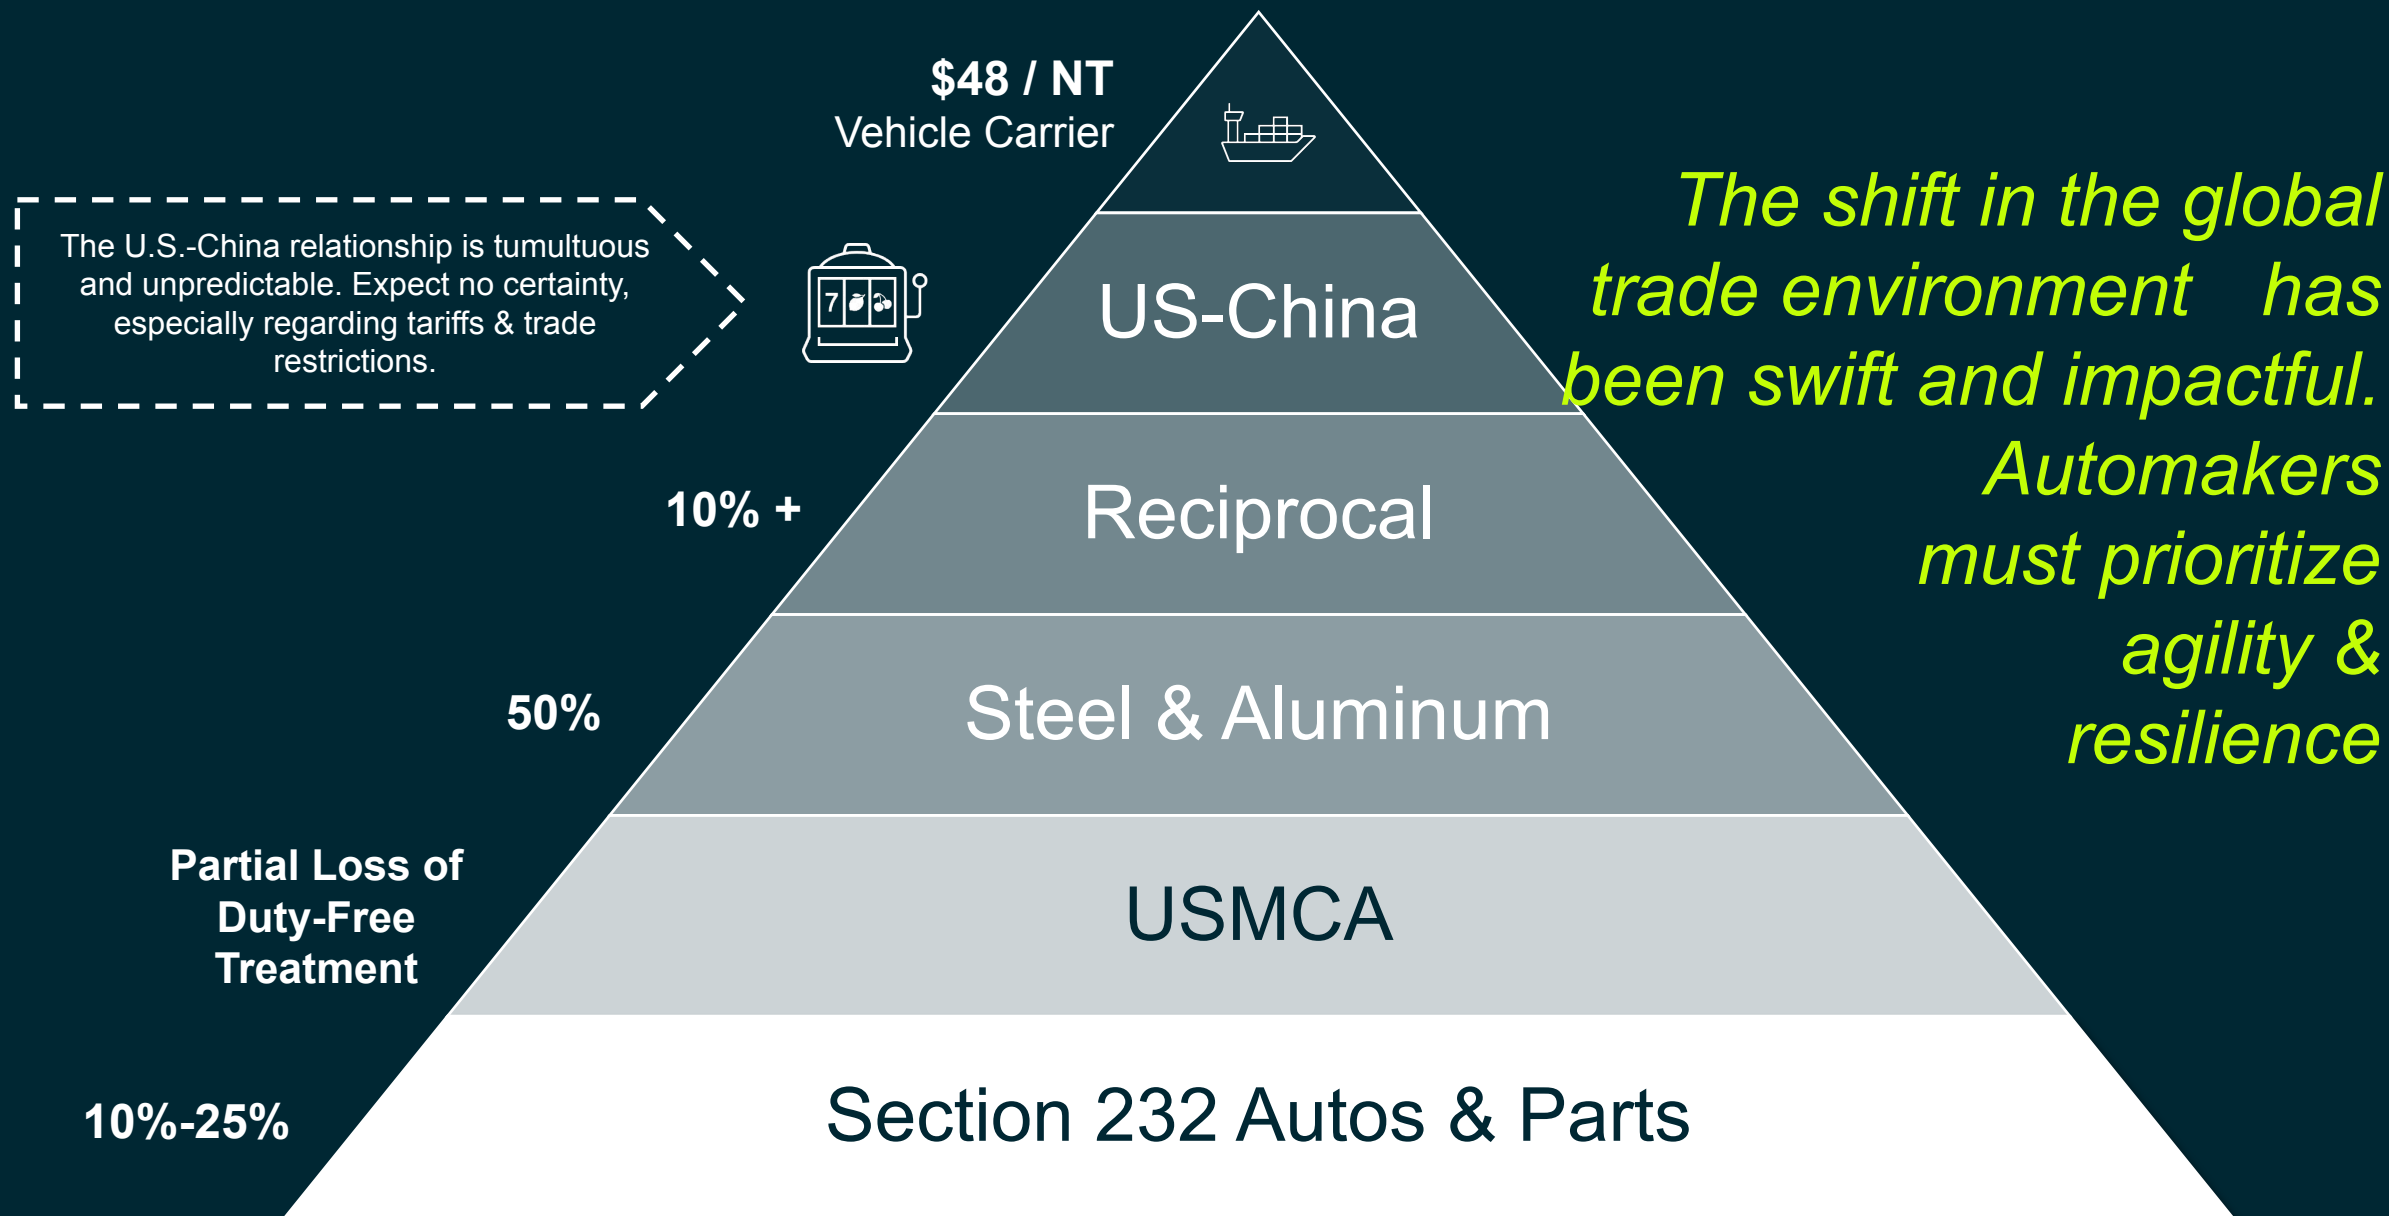 $48 / NT
Vehicle Carrier
The U.S.-China relationship is tumultuous
and unpredictable. Expect no certainty,
especially regarding tariffs & trade
restrictions.
7
US-China
10% +
Reciprocal
50%
Steel & Aluminum
Partial Loss of
Duty-Free
Treatment
USMCA
10%-25%
Section 232 Autos & Parts
The shift in the global
trade environment has
been swift and impactful.
Automakers
must prioritize
agility &
resilience